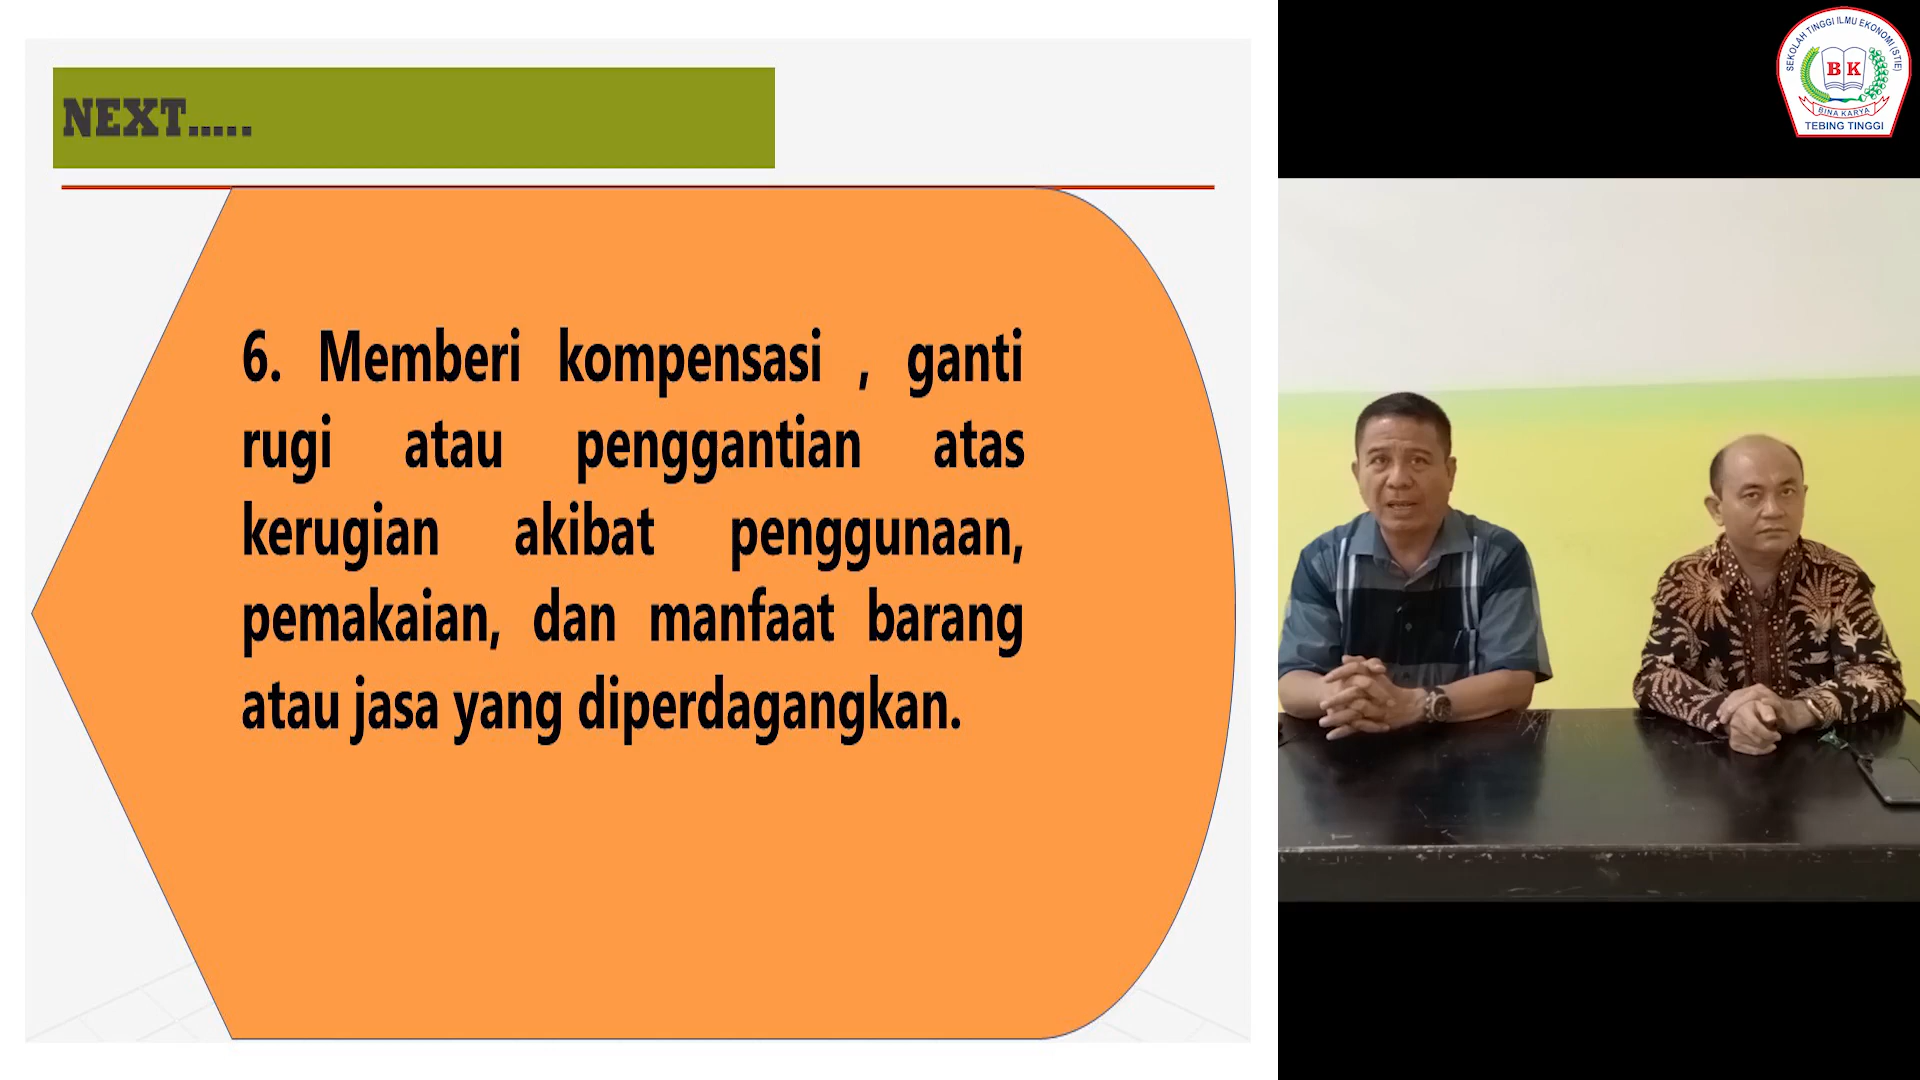 NEXT.....
6. Memberi kompensasi , ganti
rugi atau penggantian atas
kerugian akibat penggunaan,
pemakaian, dan manfaat barang
atau jasa yang diperdagangkan.
SEKOLAH TINGGI ILMU EKONOMI (STIE)
B K
BINA KARYA
TEBING TINGGI